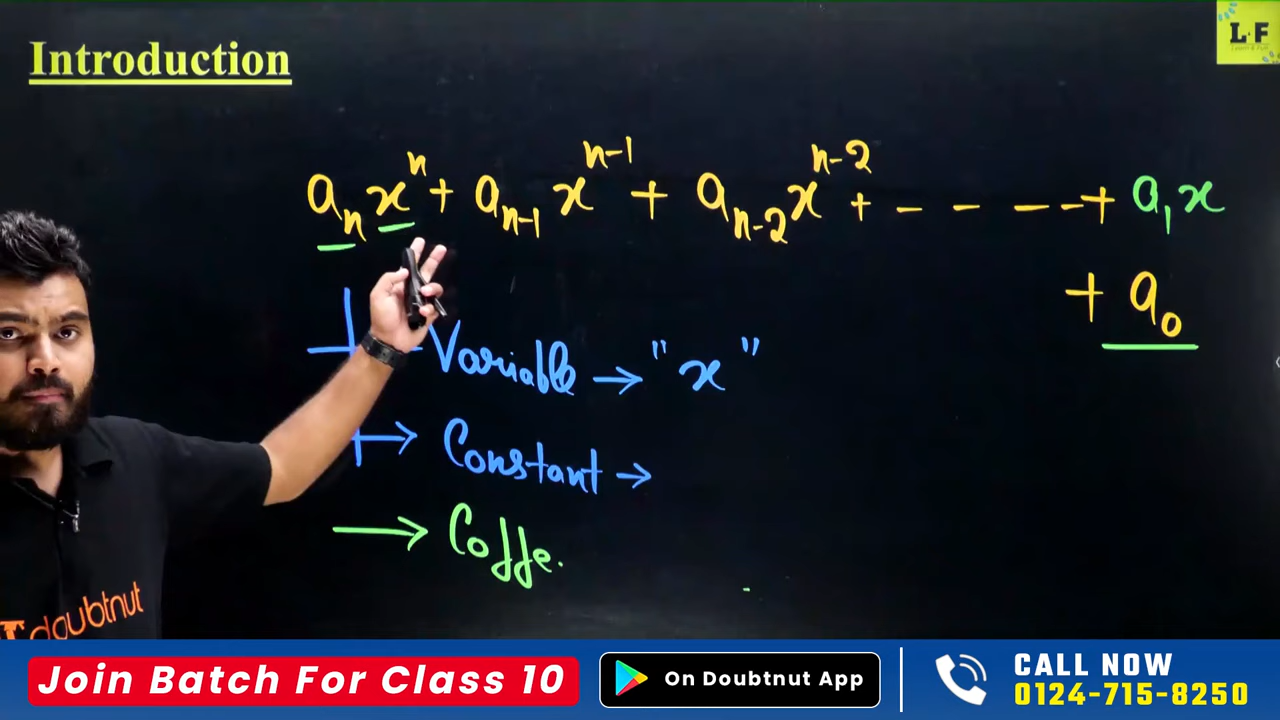 Introduction
L·F
aₙxⁿ + aₙ₋₁xⁿ⁻¹ + aₙ₋₂xⁿ⁻² + - - - - + a₁x
+ a₀
Variable → "x"
→ Constant →
→ Coffe.
doubtnut
Join Batch For Class 10
On Doubtnut App
CALL NOW
0124-715-8250